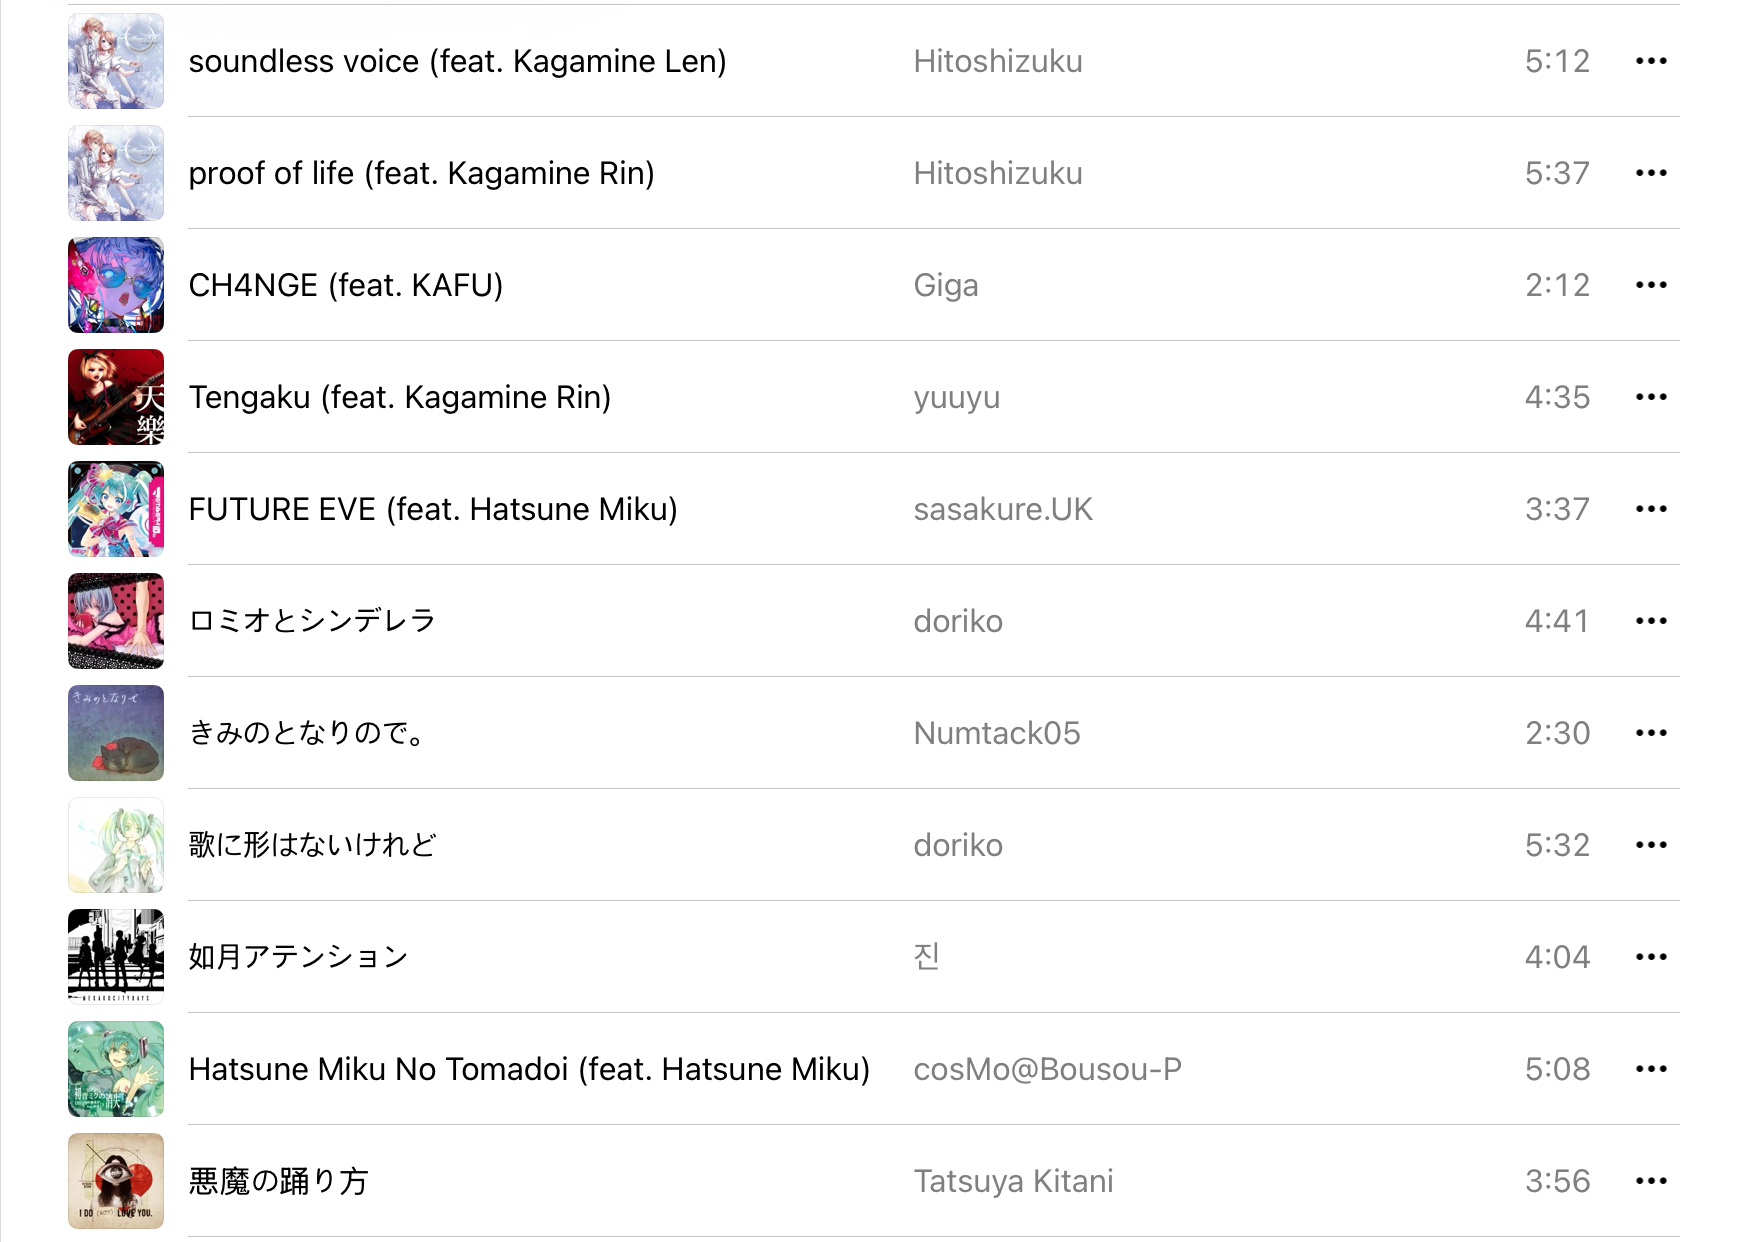 soundless voice (feat. Kagamine Len) Hitoshizuku 5:12
proof of life (feat. Kagamine Rin) Hitoshizuku 5:37
CH4NGE (feat. KAFU) Giga 2:12
天
樂
Tengaku (feat. Kagamine Rin) yuuyu 4:35
FUTURE EVE (feat. Hatsune Miku) sasakure.UK 3:37
ロミオとシンデレラ doriko 4:41
きみのとなりで
きみのとなりので。 Numtack05 2:30
歌に形はないけれど doriko 5:32
MEKAKUCITYDAYS
如月アテンション 진 4:04
Hatsune Miku No Tomadoi (feat. Hatsune Miku) cosMo@Bousou-P 5:08
I DO (NOT) LOVE YOU.
悪魔の踊り方 Tatsuya Kitani 3:56